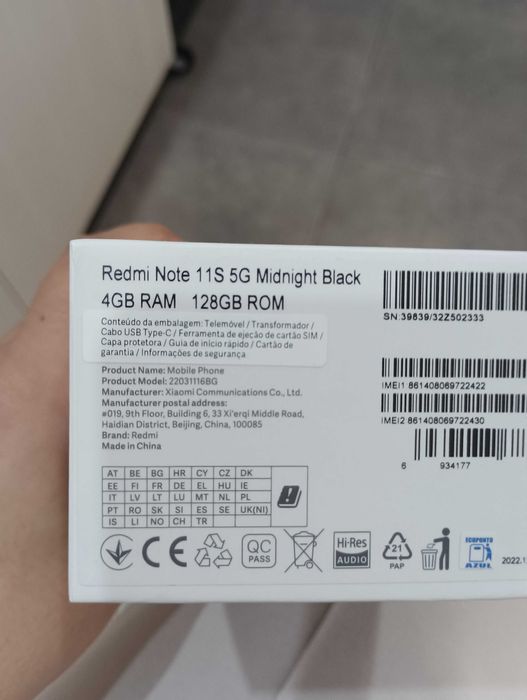 Redmi Note 11S 5G Midnight Black
4GB RAM 128GB ROM
Conteúdo da embalagem: Telemóvel / Transformador /
Cabo USB Type-C / Ferramenta de ejeção de cartão SIM /
Capa protetora / Guia de início rápido / Cartão de
garantia / Informações de segurança
Product Name: Mobile Phone
Product Model: 22031116BG
Manufacturer: Xiaomi Communications Co., Ltd.
Manufacturer postal address:
#019, 9th Floor, Building 6, 33 Xi'erqi Middle Road,
Haidian District, Beijing, China, 100085
Brand: Redmi
Made in China
SN:39839/32Z502333
IMEI1 861408069722422
IMEI2 861408069722430
6 934177
AT BE BG HR CY CZ DK
EE FI FR DE EL HU IE
IT LV LT LU MT NL PL
PT RO SK SI ES SE UK(NI)
IS LI NO CH TR
CE
QC
PASS
Hi-Res
AUDIO
21
PAP
ECOPONTO
AZUL
2022.1